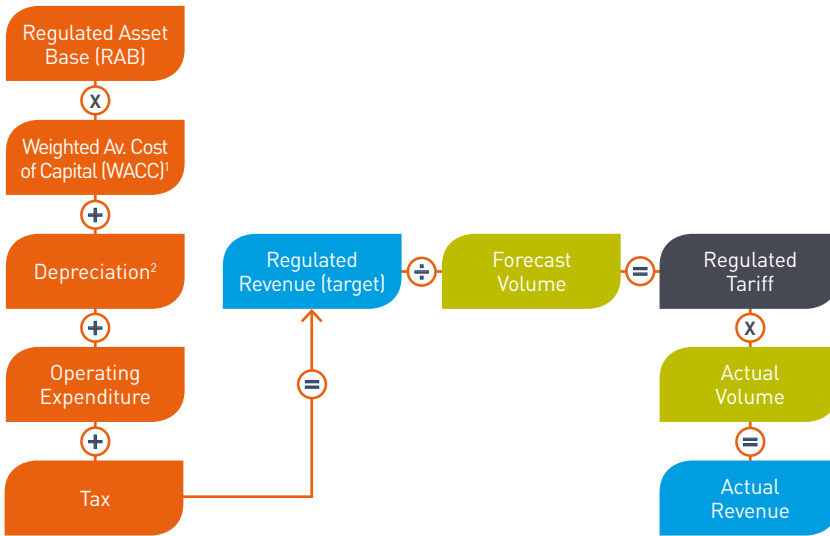 Regulated Asset
Base (RAB)
x
Weighted Av. Cost
of Capital (WACC)¹
+
Depreciation²
+
Operating
Expenditure
+
Tax
=
Regulated
Revenue (target)
÷
Forecast
Volume
=
Regulated
Tariff
x
Actual
Volume
=
Actual
Revenue